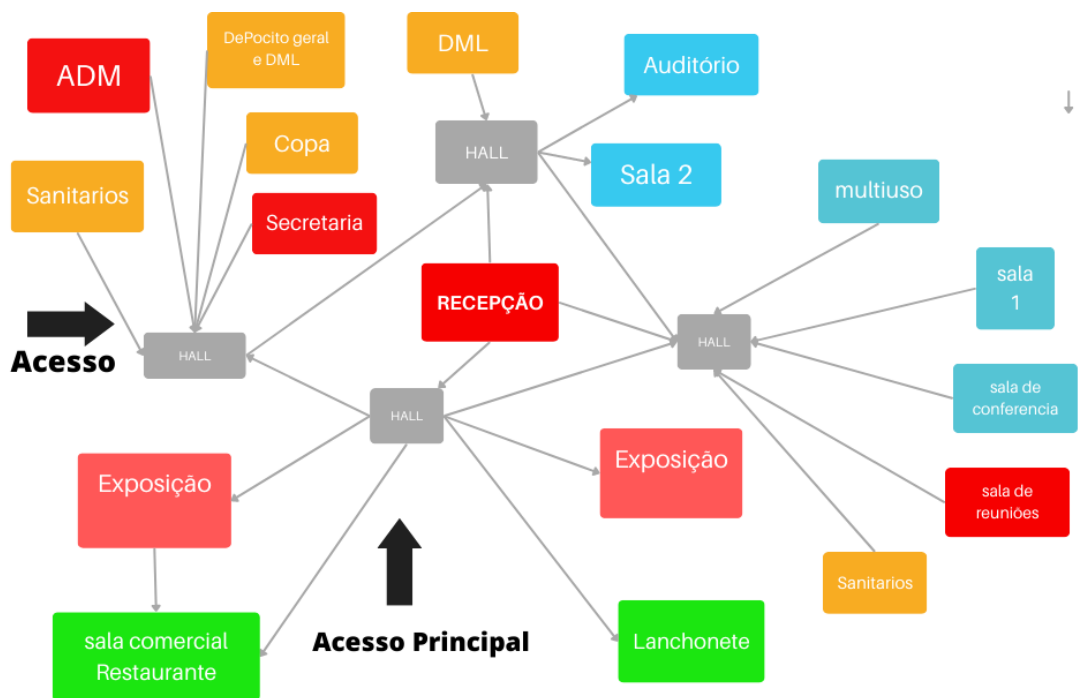 DePocito geral
e DML
DML
ADM
Auditório
Copa
HALL
Sala 2
Sanitarios
multiuso
Secretaria
sala
1
RECEPÇÃO
HALL
HALL
Acesso
sala de
conferencia
HALL
Exposição
Exposição
sala de
reuniões
Sanitarios
Acesso Principal
sala comercial
Restaurante
Lanchonete